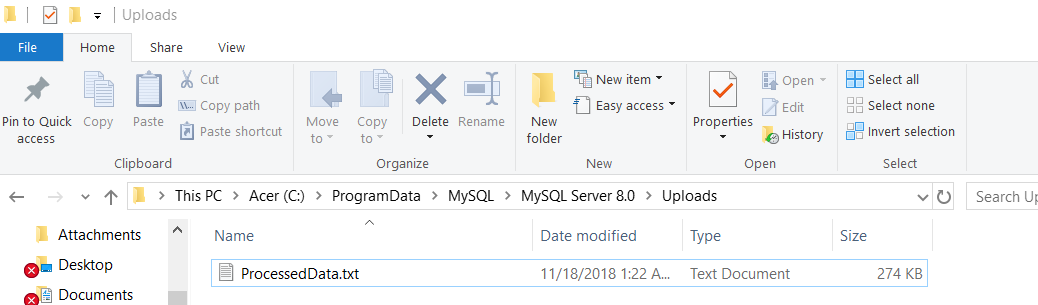 Uploads
File Home Share View
Pin to Quick access
Copy
Paste
Cut
Copy path
Paste shortcut
Clipboard
Move to
Copy to
Delete
Rename
Organize
New folder
New item
Easy access
New
Properties
Open
Edit
History
Open
Select all
Select none
Invert selection
Select
This PC Acer (C:) ProgramData MySQL MySQL Server 8.0 Uploads
Search Up
Attachments
Desktop
Documents
Name Date modified Type Size
ProcessedData.txt 11/18/2018 1:22 A... Text Document 274 KB